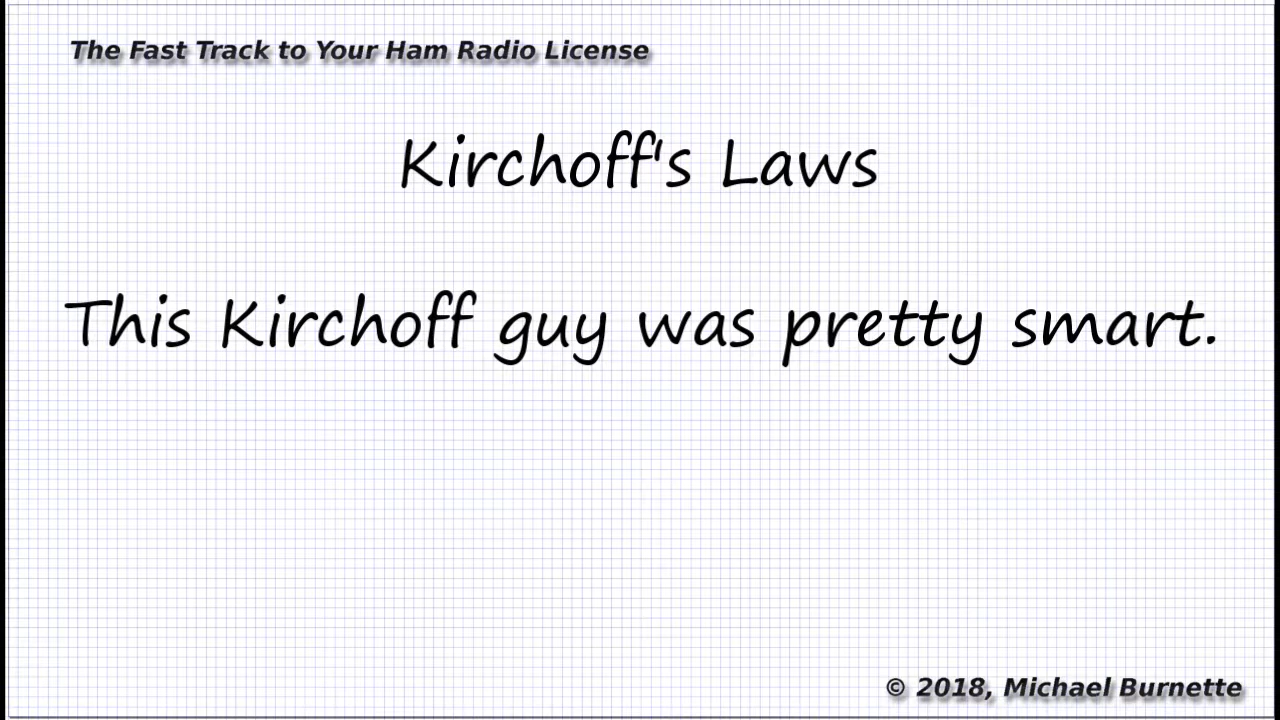 The Fast Track to Your Ham Radio License
Kirchoff's Laws
This Kirchoff guy was pretty smart.
© 2018, Michael Burnette